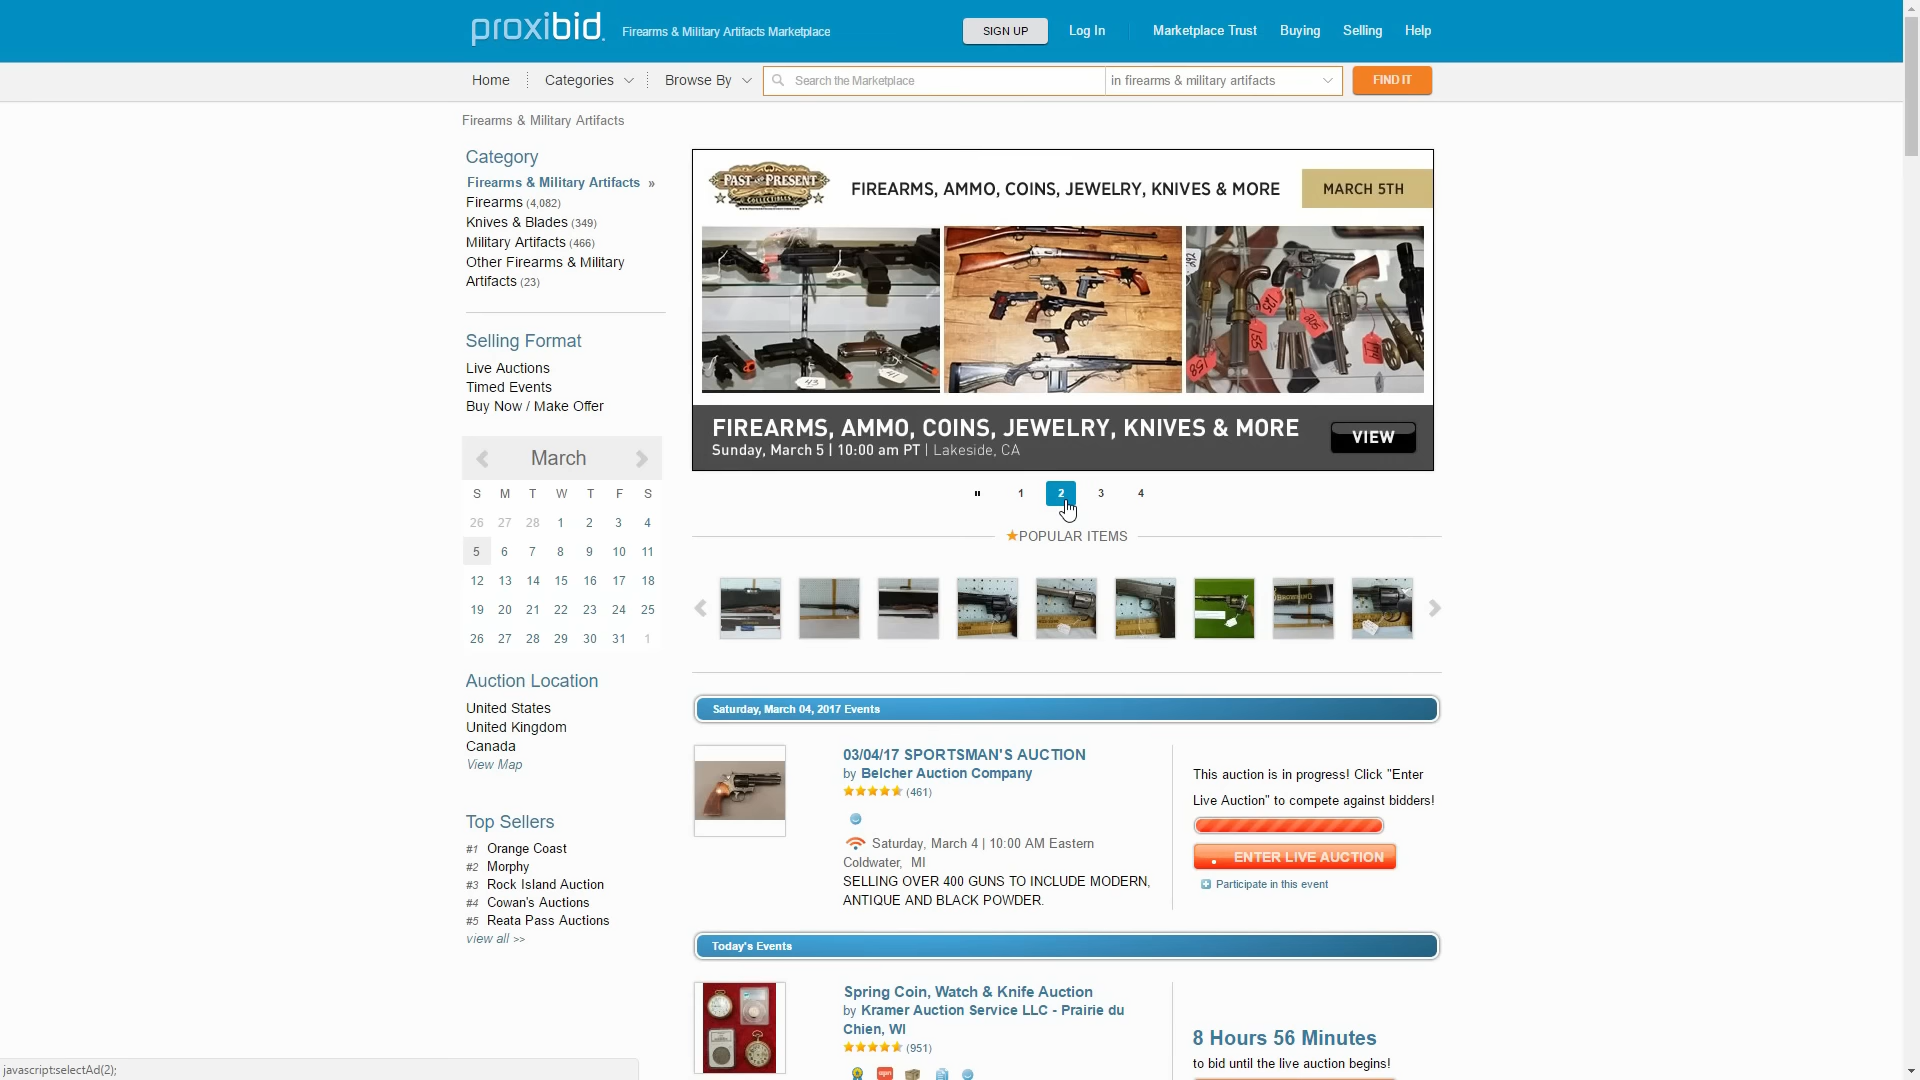 proxibid.
Firearms & Military Artifacts Marketplace
SIGN UP
Log In
Marketplace Trust
Buying
Selling
Help
Home
Categories
Browse By
Search the Marketplace
in firearms & military artifacts
FIND IT
Firearms & Military Artifacts
Category
Firearms & Military Artifacts »
Firearms (4,082)
Knives & Blades (349)
Military Artifacts (466)
Other Firearms & Military
Artifacts (23)
Selling Format
Live Auctions
Timed Events
Buy Now / Make Offer
March
S M T W T F S
26 27 28 1 2 3 4
5 6 7 8 9 10 11
12 13 14 15 16 17 18
19 20 21 22 23 24 25
26 27 28 29 30 31 1
Auction Location
United States
United Kingdom
Canada
View Map
Top Sellers
#1 Orange Coast
#2 Morphy
#3 Rock Island Auction
#4 Cowan's Auctions
#5 Reata Pass Auctions
view all >>
PAST PRESENT
COLLECTIBLES
FIREARMS, AMMO, COINS, JEWELRY, KNIVES & MORE
MARCH 5TH
43
41
155
158
FIREARMS, AMMO, COINS, JEWELRY, KNIVES & MORE
Sunday, March 5 | 10:00 am PT | Lakeside, CA
VIEW
1 2 3 4
POPULAR ITEMS
BROWNING
Saturday, March 04, 2017 Events
03/04/17 SPORTSMAN'S AUCTION
by Belcher Auction Company
(461)
Saturday, March 4 | 10:00 AM Eastern
Coldwater, MI
SELLING OVER 400 GUNS TO INCLUDE MODERN,
ANTIQUE AND BLACK POWDER.
This auction is in progress! Click "Enter
Live Auction" to compete against bidders!
ENTER LIVE AUCTION
Participate in this event
Today's Events
Spring Coin, Watch & Knife Auction
by Kramer Auction Service LLC - Prairie du
Chien, WI
(951)
8 Hours 56 Minutes
to bid until the live auction begins!
javascript:selectAd(2);